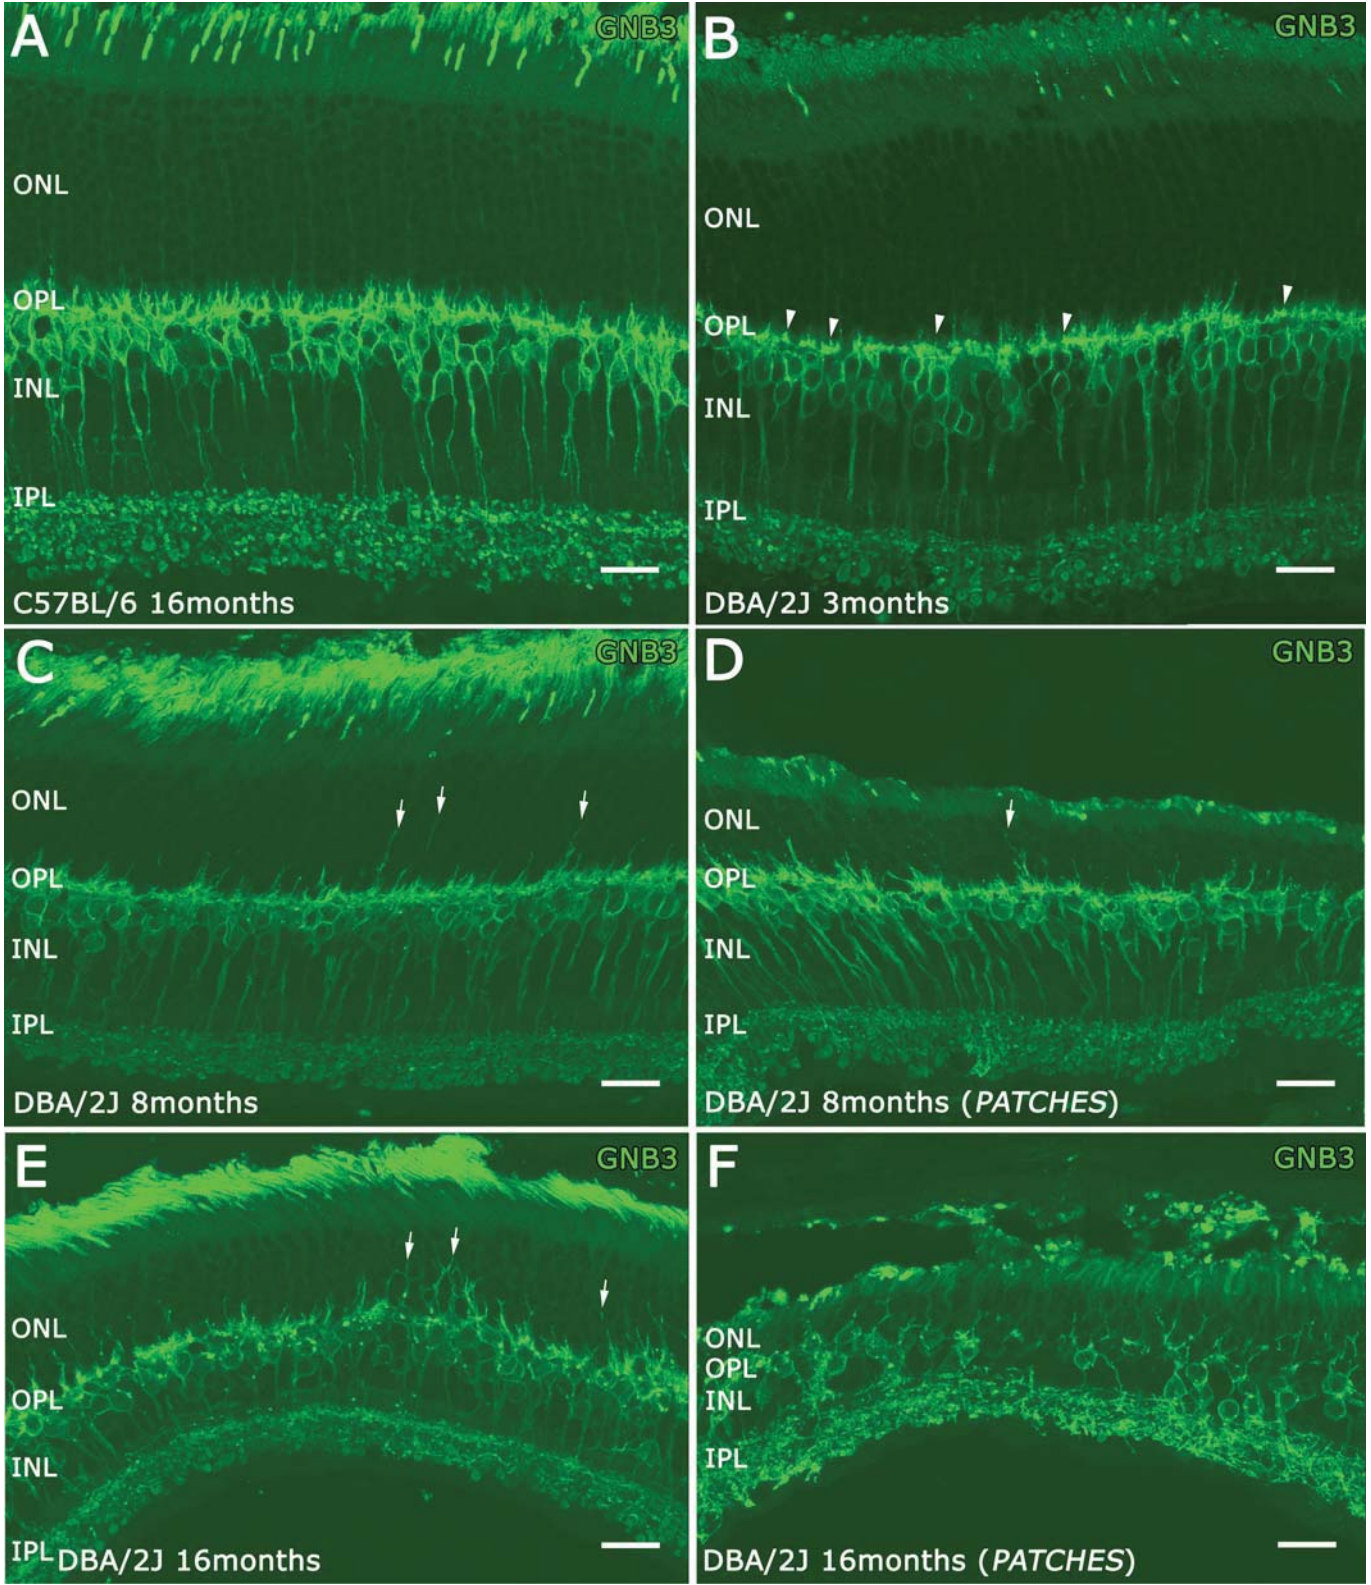 A
GNB3
ONL
OPL
INL
IPL
C57BL/6 16months
B
GNB3
ONL
OPL
INL
IPL
DBA/2J 3months
C
GNB3
ONL
OPL
INL
IPL
DBA/2J 8months
D
GNB3
ONL
OPL
INL
IPL
DBA/2J 8months (PATCHES)
E
GNB3
ONL
OPL
INL
IPL DBA/2J 16months
F
GNB3
ONL
OPL
INL
IPL
DBA/2J 16months (PATCHES)